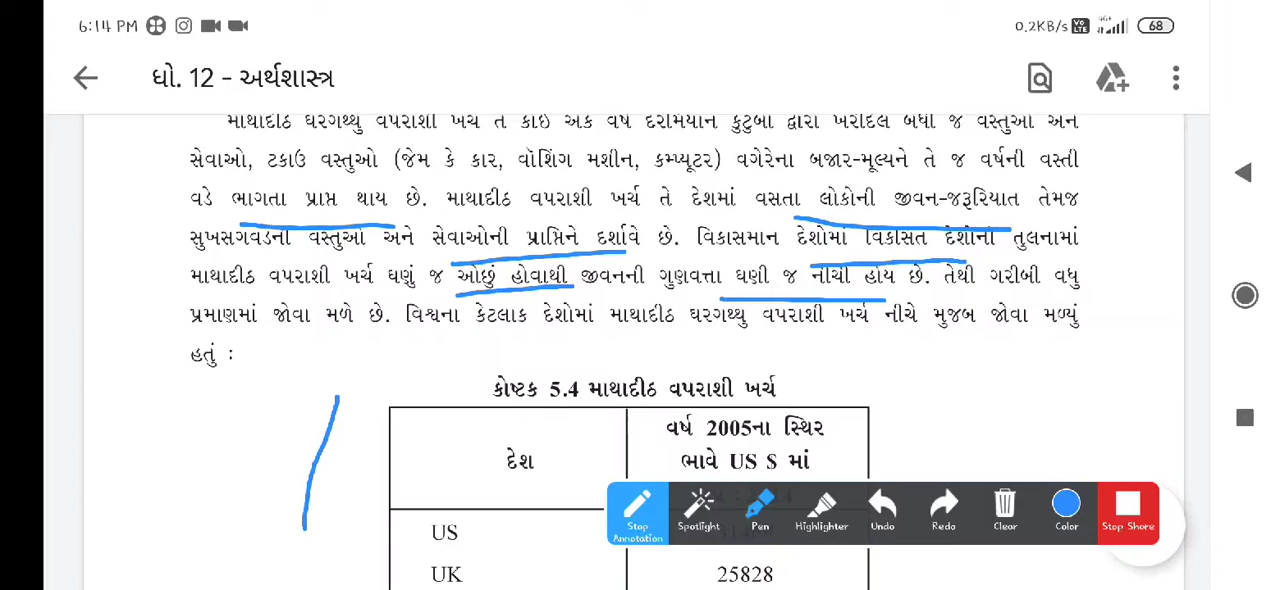 6:14 PM
0.2KB/s Vo LTE 4G+ 68
ધો. 12 - અર્થશાસ્ત્ર
માથાદીઠ ઘરગથ્થુ વપરાશી ખર્ચ તે કોઈ એક વર્ષ દરમિયાન કુટુંબો દ્વારા ખરીદેલ બધી જ વસ્તુઓ અને
સેવાઓ, ટકાઉ વસ્તુઓ (જેમ કે કાર, વૉશિંગ મશીન, કમ્પ્યૂટર) વગેરેના બજાર-મૂલ્યને તે જ વર્ષની વસ્તી
વડે ભાગતા પ્રાપ્ત થાય છે. માથાદીઠ વપરાશી ખર્ચ તે દેશમાં વસતા લોકોની જીવન-જરૂરિયાત તેમજ
સુખસગવડની વસ્તુઓ અને સેવાઓની પ્રાપ્તિને દર્શાવે છે. વિકાસમાન દેશોમાં વિકસિત દેશોની તુલનામાં
માથાદીઠ વપરાશી ખર્ચ ઘણું જ ઓછું હોવાથી જીવનની ગુણવત્તા ઘણી જ નીચી હોય છે. તેથી ગરીબી વધુ
પ્રમાણમાં જોવા મળે છે. વિશ્વના કેટલાક દેશોમાં માથાદીઠ ઘરગથ્થુ વપરાશી ખર્ચ નીચે મુજબ જોવા મળ્યું
હતું :
કોષ્ટક 5.4 માથાદીઠ વપરાશી ખર્ચ
દેશ
વર્ષ 2005ના સ્થિર
ભાવે US $ માં
US
UK 25828
Stop Annotation Spotlight Pen Highlighter Undo Redo Clear Color Stop Share